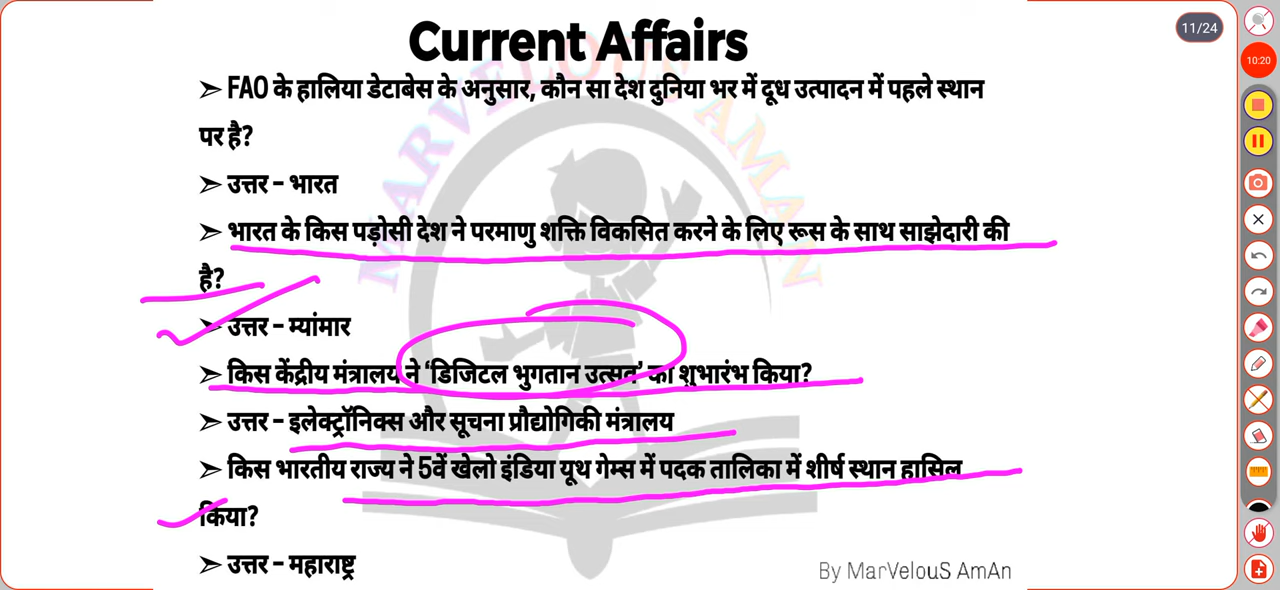 Current Affairs
11/24
10:20
➣ FAO के हालिया डेटाबेस के अनुसार, कौन सा देश दुनिया भर में दूध उत्पादन में पहले स्थान
पर है?
➣ उत्तर – भारत
➣ भारत के किस पड़ोसी देश ने परमाणु शक्ति विकसित करने के लिए रूस के साथ साझेदारी की
है?
➣ उत्तर – म्यांमार
➣ किस केंद्रीय मंत्रालय ने ‘डिजिटल भुगतान उत्सव’ का शुभारंभ किया?
➣ उत्तर – इलेक्ट्रॉनिक्स और सूचना प्रौद्योगिकी मंत्रालय
➣ किस भारतीय राज्य ने 5वें खेलो इंडिया यूथ गेम्स में पदक तालिका में शीर्ष स्थान हासिल
किया?
➣ उत्तर – महाराष्ट्र
By MarVelouS AmAn
MARVELOUS AMAN